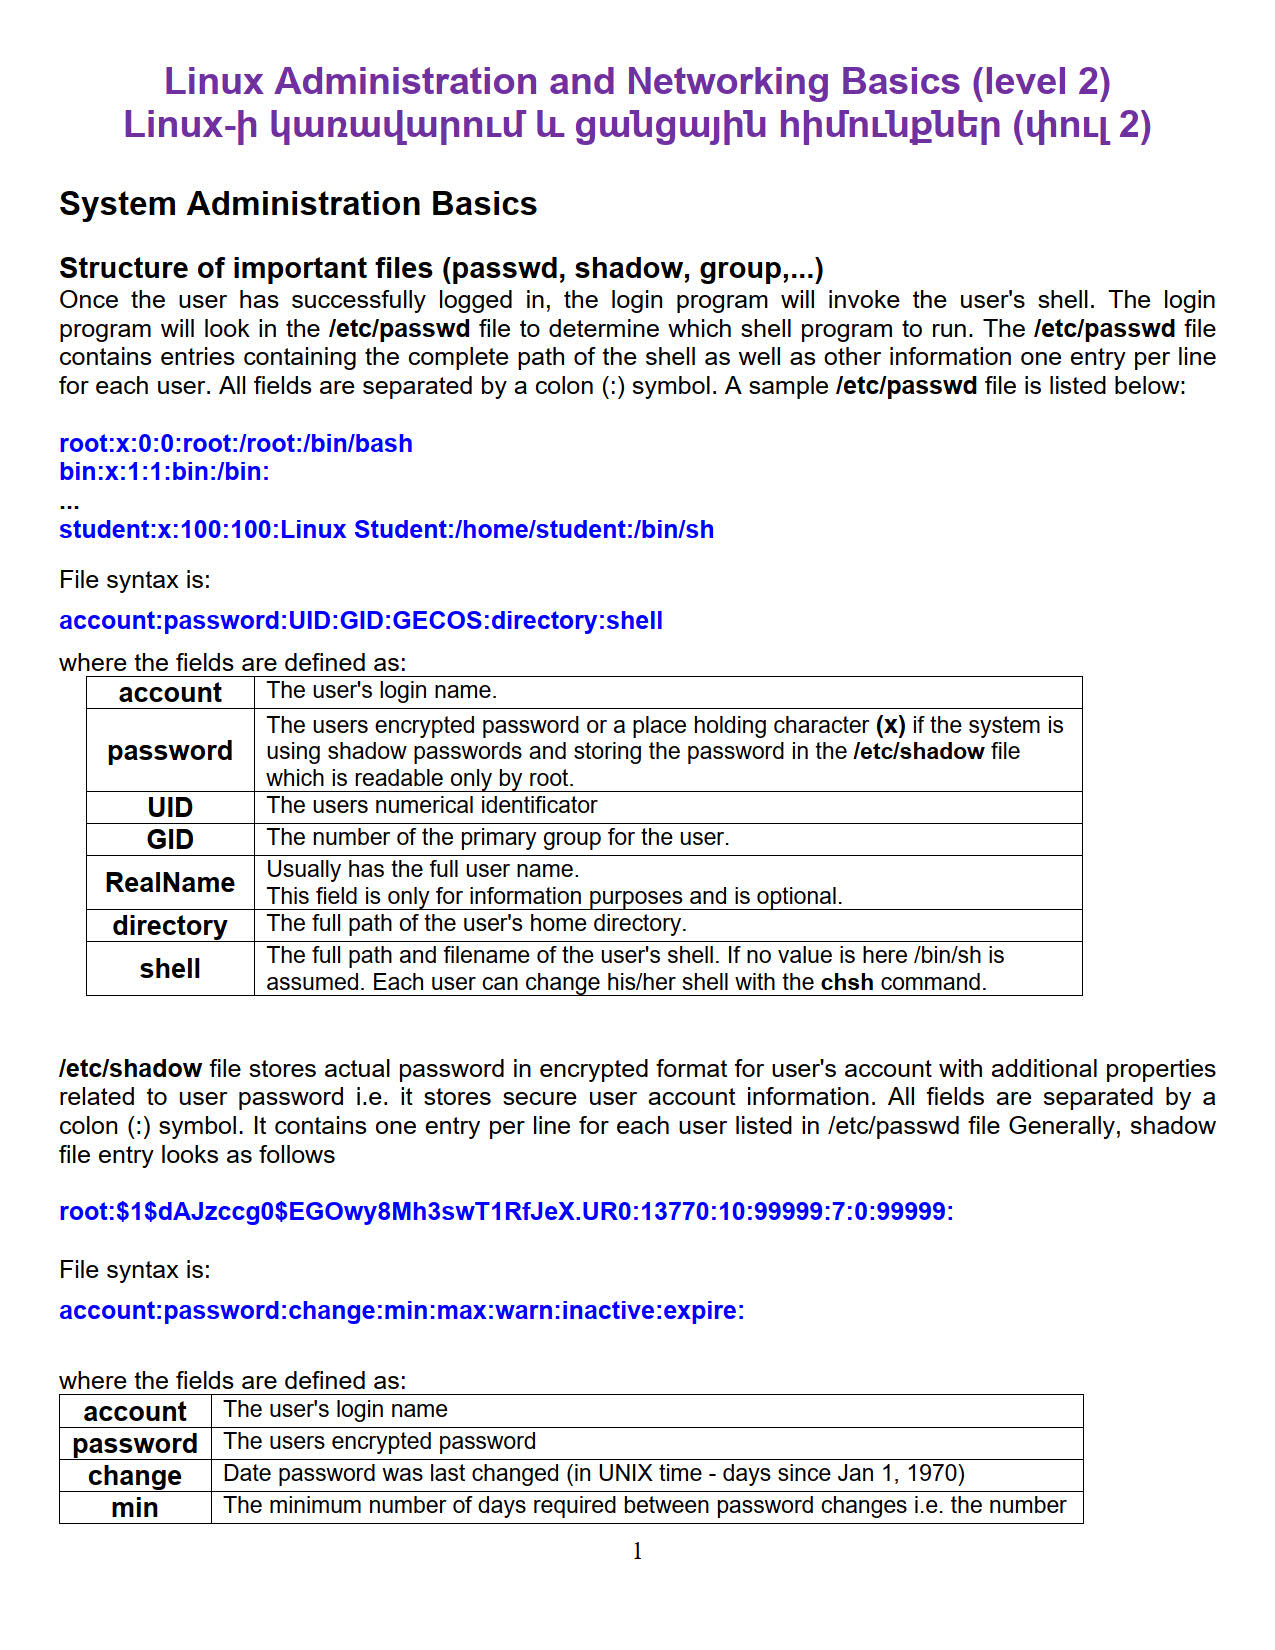 Linux Administration and Networking Basics (level 2)
Linux-ի կառավարում և ցանցային հիմունքներ (փուլ 2)
System Administration Basics
Structure of important files (passwd, shadow, group,...)
Once the user has successfully logged in, the login program will invoke the user's shell. The login
program will look in the /etc/passwd file to determine which shell program to run. The /etc/passwd file
contains entries containing the complete path of the shell as well as other information one entry per line
for each user. All fields are separated by a colon (:) symbol. A sample /etc/passwd file is listed below:
root:x:0:0:root:/root:/bin/bash
bin:x:1:1:bin:/bin:
...
student:x:100:100:Linux Student:/home/student:/bin/sh
File syntax is:
account:password:UID:GID:GECOS:directory:shell
where the fields are defined as:
account The user's login name.
password The users encrypted password or a place holding character (x) if the system is
using shadow passwords and storing the password in the /etc/shadow file
which is readable only by root.
UID The users numerical identificator
GID The number of the primary group for the user.
RealName Usually has the full user name.
This field is only for information purposes and is optional.
directory The full path of the user's home directory.
shell The full path and filename of the user's shell. If no value is here /bin/sh is
assumed. Each user can change his/her shell with the chsh command.
/etc/shadow file stores actual password in encrypted format for user's account with additional properties
related to user password i.e. it stores secure user account information. All fields are separated by a
colon (:) symbol. It contains one entry per line for each user listed in /etc/passwd file Generally, shadow
file entry looks as follows
root:$1$dAJzccg0$EGOwy8Mh3swT1RfJeX.UR0:13770:10:99999:7:0:99999:
File syntax is:
account:password:change:min:max:warn:inactive:expire:
where the fields are defined as:
account The user's login name
password The users encrypted password
change Date password was last changed (in UNIX time - days since Jan 1, 1970)
min The minimum number of days required between password changes i.e. the number
1